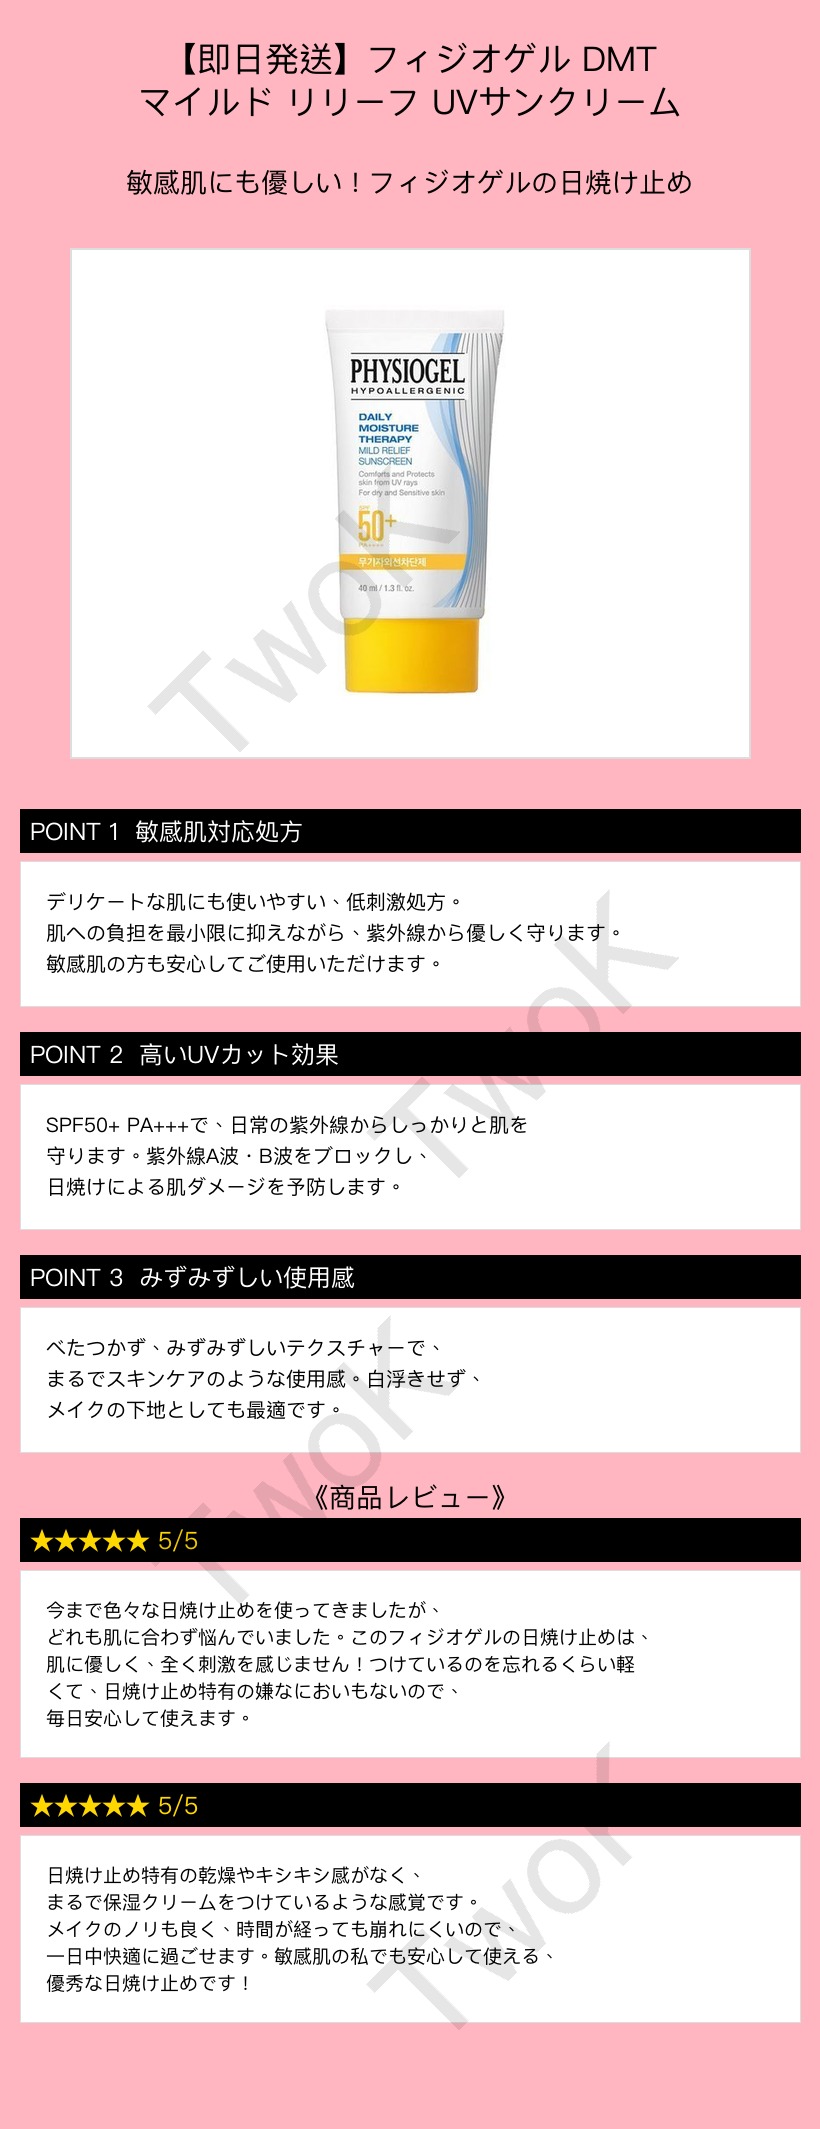 【即日発送】フィジオゲル DMT
マイルド リリーフ UVサンクリーム
敏感肌にも優しい！フィジオゲルの日焼け止め
PHYSIOGEL
HYPOALLERGENIC
DAILY
MOISTURE
THERAPY
MILD RELIEF
SUNSCREEN
Comforts and Protects
skin from UV rays
For dry and Sensitive skin
SPF
50+
무기자외선차단제
40 ml / 1.3 fl. oz.
TwoK
POINT 1 敏感肌対応処方
デリケートな肌にも使いやすい、低刺激処方。
肌への負担を最小限に抑えながら、紫外線から優しく守ります。
敏感肌の方も安心してご使用いただけます。
TwoK
POINT 2 高いUVカット効果
SPF50+ PA+++で、日常の紫外線からしっかりと肌を
守ります。紫外線A波・B波をブロックし、
日焼けによる肌ダメージを予防します。
POINT 3 みずみずしい使用感
べたつかず、みずみずしいテクスチャーで、
まるでスキンケアのような使用感。白浮きせず、
メイクの下地としても最適です。
TwoK
《商品レビュー》
★★★★★ 5/5
今まで色々な日焼け止めを使ってきましたが、
どれも肌に合わず悩んでいました。このフィジオゲルの日焼け止めは、
肌に優しく、全く刺激を感じません！つけているのを忘れるくらい軽
くて、日焼け止め特有の嫌なにおいもないので、
毎日安心して使えます。
★★★★★ 5/5
日焼け止め特有の乾燥やキシキシ感がなく、
まるで保湿クリームをつけているような感覚です。
メイクのノリも良く、時間が経っても崩れにくいので、
一日中快適に過ごせます。敏感肌の私でも安心して使える、
優秀な日焼け止めです！
TwoK